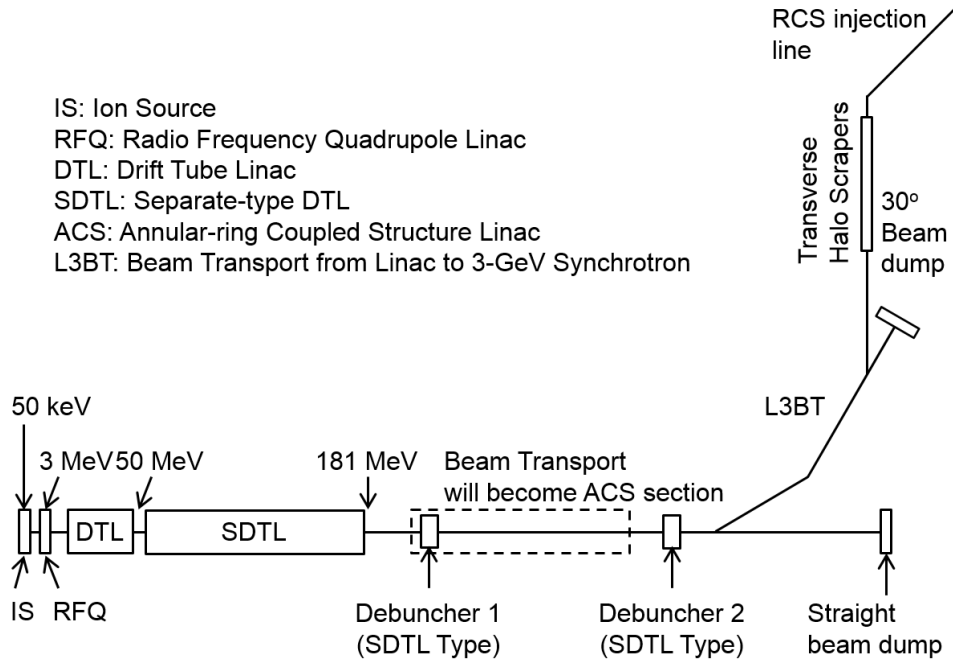 RCS injection
line
IS: Ion Source
RFQ: Radio Frequency Quadrupole Linac
DTL: Drift Tube Linac
SDTL: Separate-type DTL
ACS: Annular-ring Coupled Structure Linac
L3BT: Beam Transport from Linac to 3-GeV Synchrotron
Transverse
Halo Scrapers
30º
Beam
dump
L3BT
50 keV
3 MeV
50 MeV
181 MeV
Beam Transport
will become ACS section
DTL
SDTL
IS
RFQ
Debuncher 1
(SDTL Type)
Debuncher 2
(SDTL Type)
Straight
beam dump